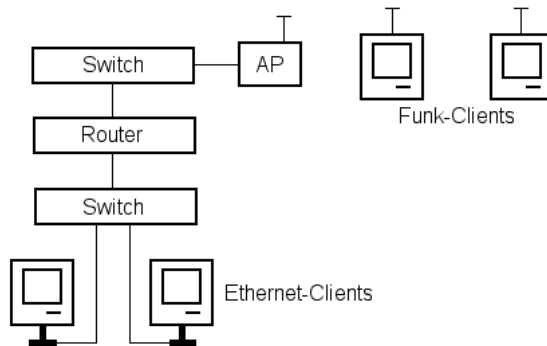 Switch
AP
Funk-Clients
Router
Switch
Ethernet-Clients